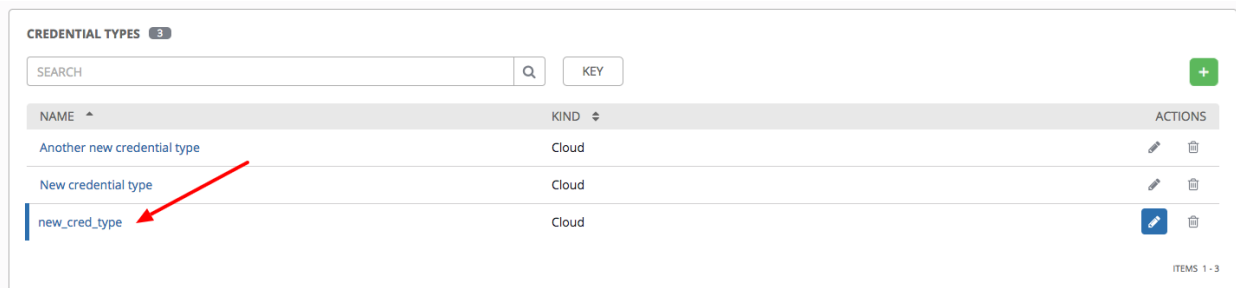 CREDENTIAL TYPES 3
SEARCH KEY
+
NAME KIND ACTIONS
Another new credential type Cloud
New credential type Cloud
new_cred_type Cloud
ITEMS 1 - 3